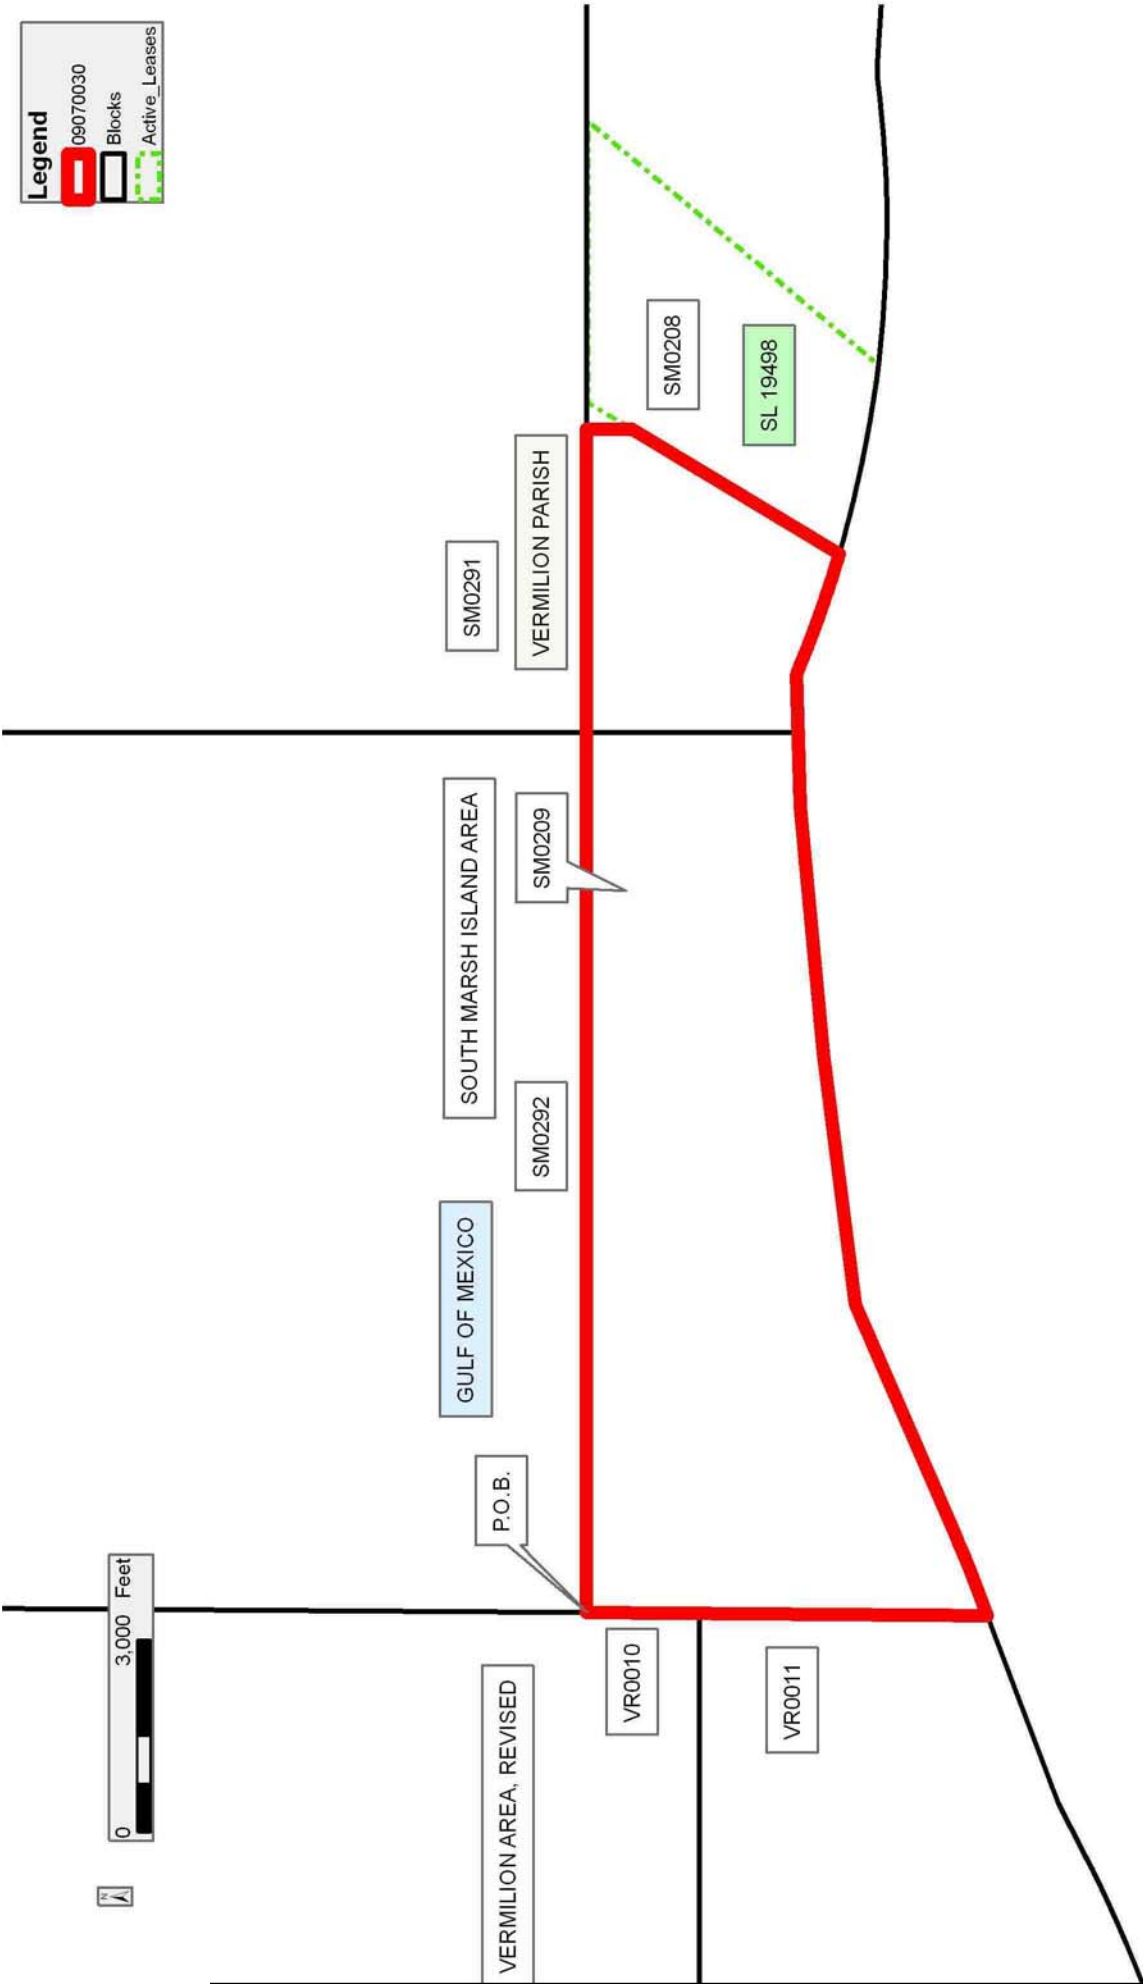 Legend
09070030
Blocks
Active_Leases
0
3,000 Feet
N
SM0291
VERMILION PARISH
SM0208
SL 19498
SOUTH MARSH ISLAND AREA
SM0209
SM0292
GULF OF MEXICO
P.O.B.
VERMILION AREA, REVISED
VR0010
VR0011